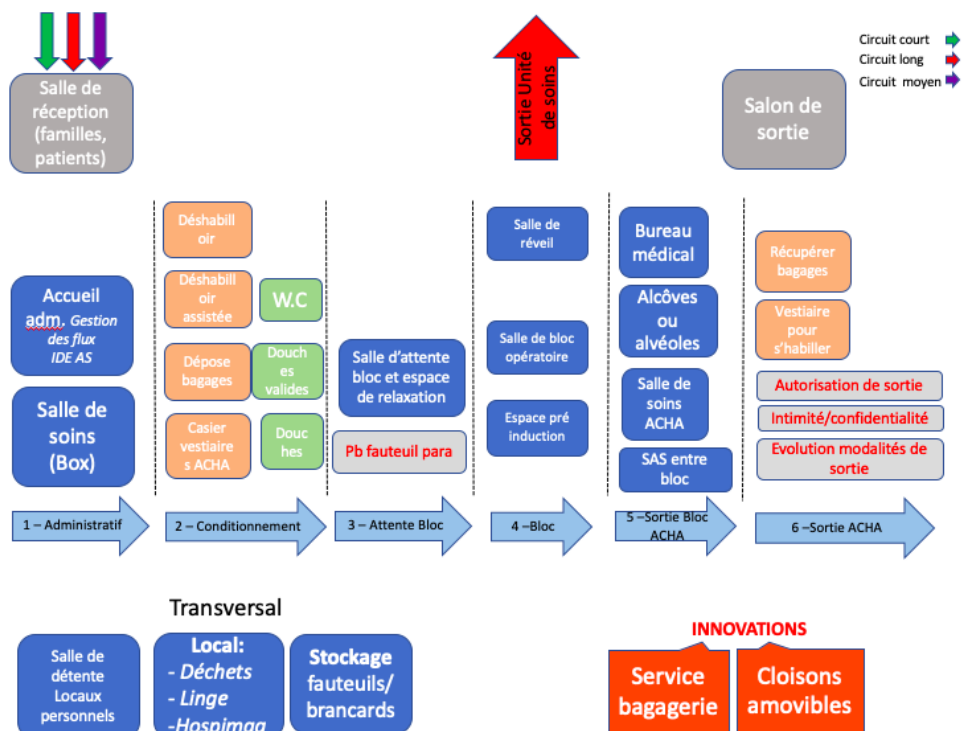 Circuit court
Circuit long
Circuit moyen
Salle de
réception
(familles,
patients)
Sortie Unité
de soins
Salon de
sortie
Déshabill
oir
Déshabill
oir
assistée
Dépose
bagages
Casier
vestiaire
s ACHA
W.C
Douch
es
valides
Douc
hes
Accueil
adm. Gestion
des flux
IDE AS
Salle de
soins
(Box)
Salle d'attente
bloc et espace
de relaxation
Pb fauteuil para
Salle de
réveil
Salle de bloc
opératoire
Espace pré
induction
Bureau
médical
Alcôves
ou
alvéoles
Salle de
soins
ACHA
SAS entre
bloc
Récupérer
bagages
Vestiaire
pour
s'habiller
Autorisation de sortie
Intimité/confidentialité
Evolution modalités de
sortie
1 – Administratif
2 – Conditionnement
3 – Attente Bloc
4 –Bloc
5 –Sortie Bloc
ACHA
6 –Sortie ACHA
Transversal
Salle de
détente
Locaux
personnels
Local:
- Déchets
- Linge
-Hospimag
Stockage
fauteuils/
brancards
INNOVATIONS
Service
bagagerie
Cloisons
amovibles